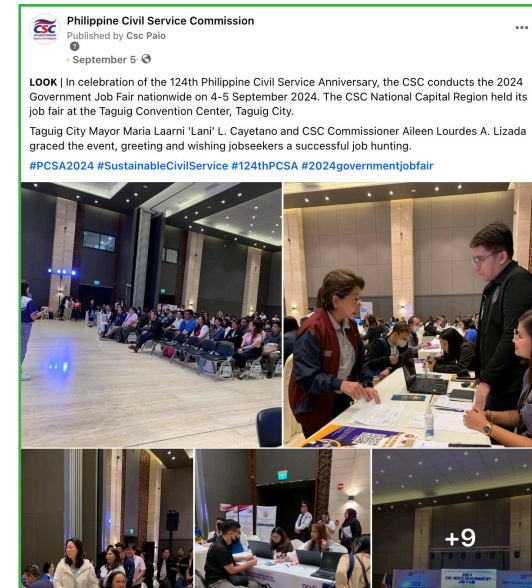 CSC
Philippine Civil Service Commission
Published by Csc Paio
· September 5 ·
LOOK | In celebration of the 124th Philippine Civil Service Anniversary, the CSC conducts the 2024
Government Job Fair nationwide on 4-5 September 2024. The CSC National Capital Region held its
job fair at the Taguig Convention Center, Taguig City.
Taguig City Mayor Maria Laarni 'Lani' L. Cayetano and CSC Commissioner Aileen Lourdes A. Lizada
graced the event, greeting and wishing jobseekers a successful job hunting.
#PCSA2024 #SustainableCivilService #124thPCSA #2024governmentjobfair
+9
2024
JOB FAIR